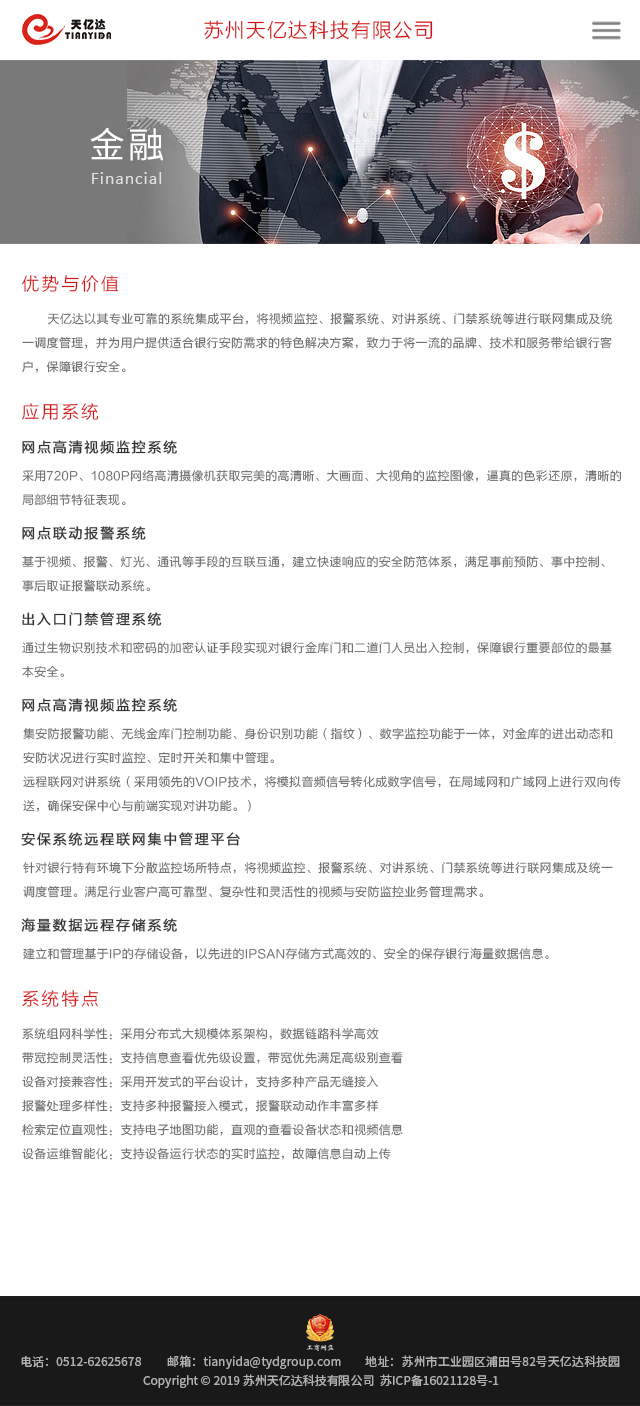 天亿达
TIANYIDA
苏州天亿达科技有限公司
金融
Financial
$
优势与价值
天亿达以其专业可靠的系统集成平台，将视频监控、报警系统、对讲系统、门禁系统等进行联网集成及统
一调度管理，并为用户提供适合银行安防需求的特色解决方案，致力于将一流的品牌、技术和服务带给银行客
户，保障银行安全。
应用系统
网点高清视频监控系统
采用720P、1080P网络高清摄像机获取完美的高清晰、大画面、大视角的监控图像，逼真的色彩还原，清晰的
局部细节特征表现。
网点联动报警系统
基于视频、报警、灯光、通讯等手段的互联互通，建立快速响应的安全防范体系，满足事前预防、事中控制、
事后取证报警联动系统。
出入口门禁管理系统
通过生物识别技术和密码的加密认证手段实现对银行金库门和二道门人员出入控制，保障银行重要部位的最基
本安全。
网点高清视频监控系统
集安防报警功能、无线金库门控制功能、身份识别功能（指纹）、数字监控功能于一体，对金库的进出动态和
安防状况进行实时监控、定时开关和集中管理。
远程联网对讲系统（采用领先的VOIP技术，将模拟音频信号转化成数字信号，在局域网和广域网上进行双向传
送，确保安保中心与前端实现对讲功能。）
安保系统远程联网集中管理平台
针对银行特有环境下分散监控场所特点，将视频监控、报警系统、对讲系统、门禁系统等进行联网集成及统一
调度管理。满足行业客户高可靠型、复杂性和灵活性的视频与安防监控业务管理需求。
海量数据远程存储系统
建立和管理基于IP的存储设备，以先进的IPSAN存储方式高效的、安全的保存银行海量数据信息。
系统特点
系统组网科学性：采用分布式大规模体系架构，数据链路科学高效
带宽控制灵活性：支持信息查看优先级设置，带宽优先满足高级别查看
设备对接兼容性：采用开发式的平台设计，支持多种产品无缝接入
报警处理多样性：支持多种报警接入模式，报警联动动作丰富多样
检索定位直观性：支持电子地图功能，直观的查看设备状态和视频信息
设备运维智能化：支持设备运行状态的实时监控，故障信息自动上传
工商网监
电话：0512-62625678 邮箱：tianyida@tydgroup.com 地址：苏州市工业园区浦田号82号天亿达科技园
Copyright © 2019 苏州天亿达科技有限公司 苏ICP备16021128号-1